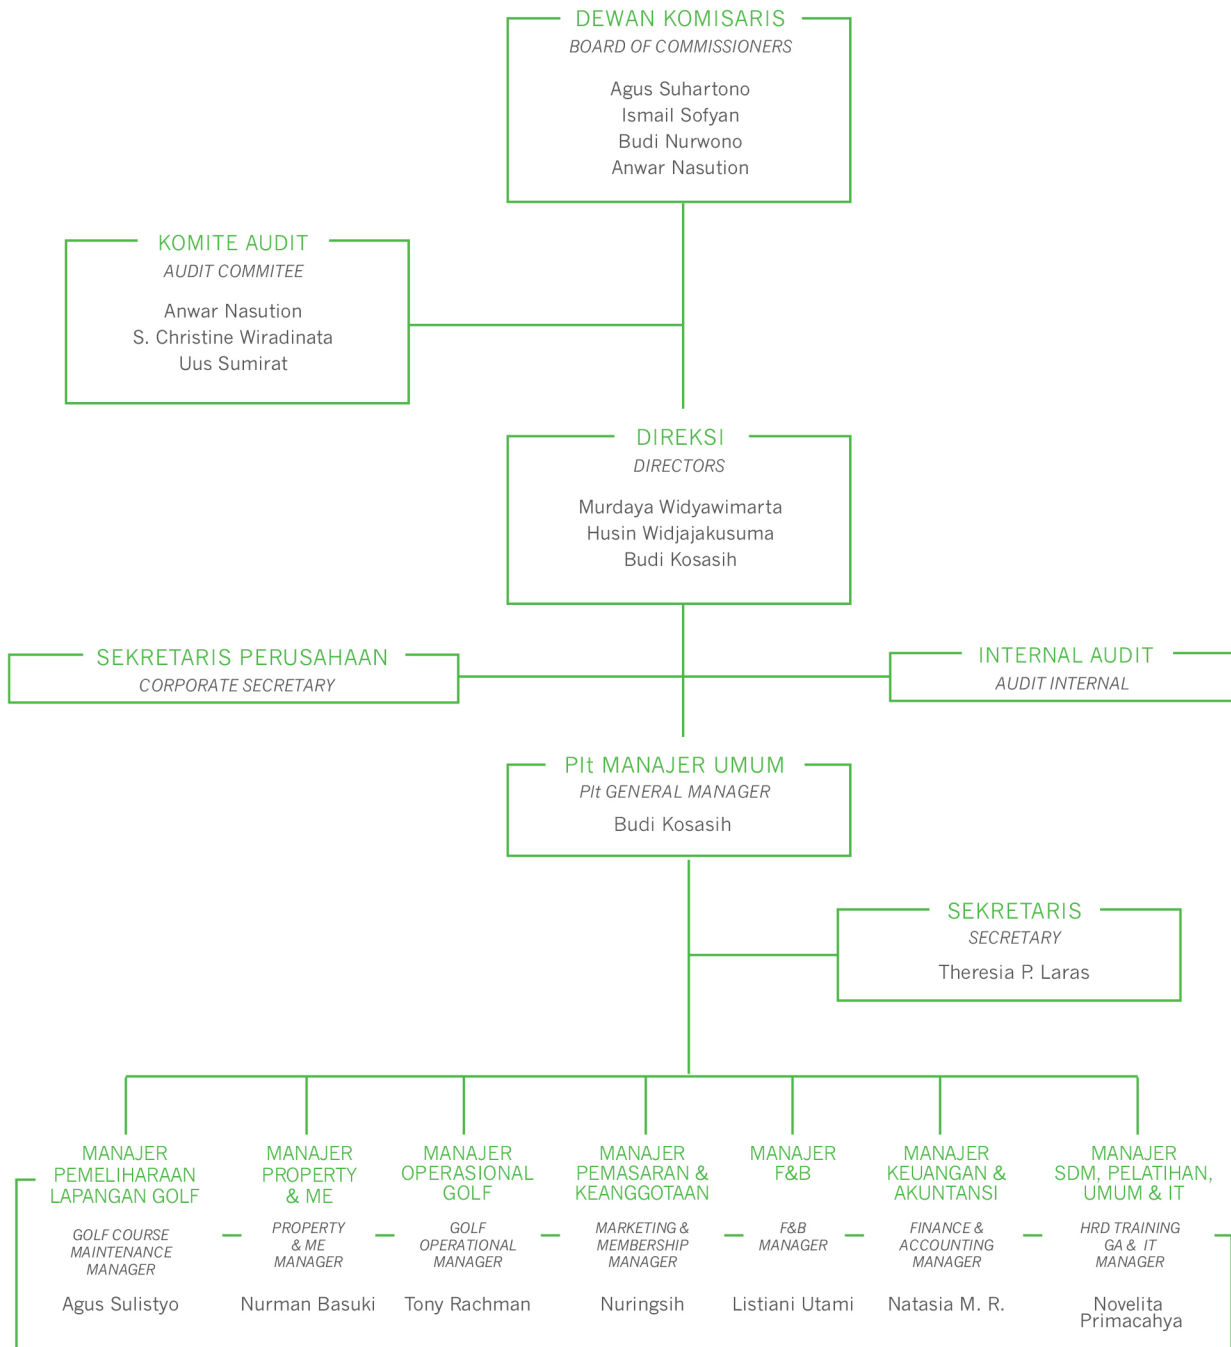 DEWAN KOMISARIS
BOARD OF COMMISSIONERS
Agus Suhartono
Ismail Sofyan
Budi Nurwono
Anwar Nasution
KOMITE AUDIT
AUDIT COMMITEE
Anwar Nasution
S. Christine Wiradinata
Uus Sumirat
DIREKSI
DIRECTORS
Murdaya Widyawimarta
Husin Widjajakusuma
Budi Kosasih
SEKRETARIS PERUSAHAAN
CORPORATE SECRETARY
INTERNAL AUDIT
AUDIT INTERNAL
Plt MANAJER UMUM
Plt GENERAL MANAGER
Budi Kosasih
SEKRETARIS
SECRETARY
Theresia P. Laras
MANAJER
PEMELIHARAAN
LAPANGAN GOLF
GOLF COURSE
MAINTENANCE
MANAGER
Agus Sulistyo
MANAJER
PROPERTY
& ME
PROPERTY
& ME
MANAGER
Nurman Basuki
MANAJER
OPERASIONAL
GOLF
GOLF
OPERATIONAL
MANAGER
Tony Rachman
MANAJER
PEMASARAN &
KEANGGOTAAN
MARKETING &
MEMBERSHIP
MANAGER
Nuringsih
MANAJER
F&B
F&B
MANAGER
Listiani Utami
MANAJER
KEUANGAN &
AKUNTANSI
FINANCE &
ACCOUNTING
MANAGER
Natasia M. R.
MANAJER
SDM, PELATIHAN,
UMUM & IT
HRD TRAINING
GA & IT
MANAGER
Novelita
Primacahya